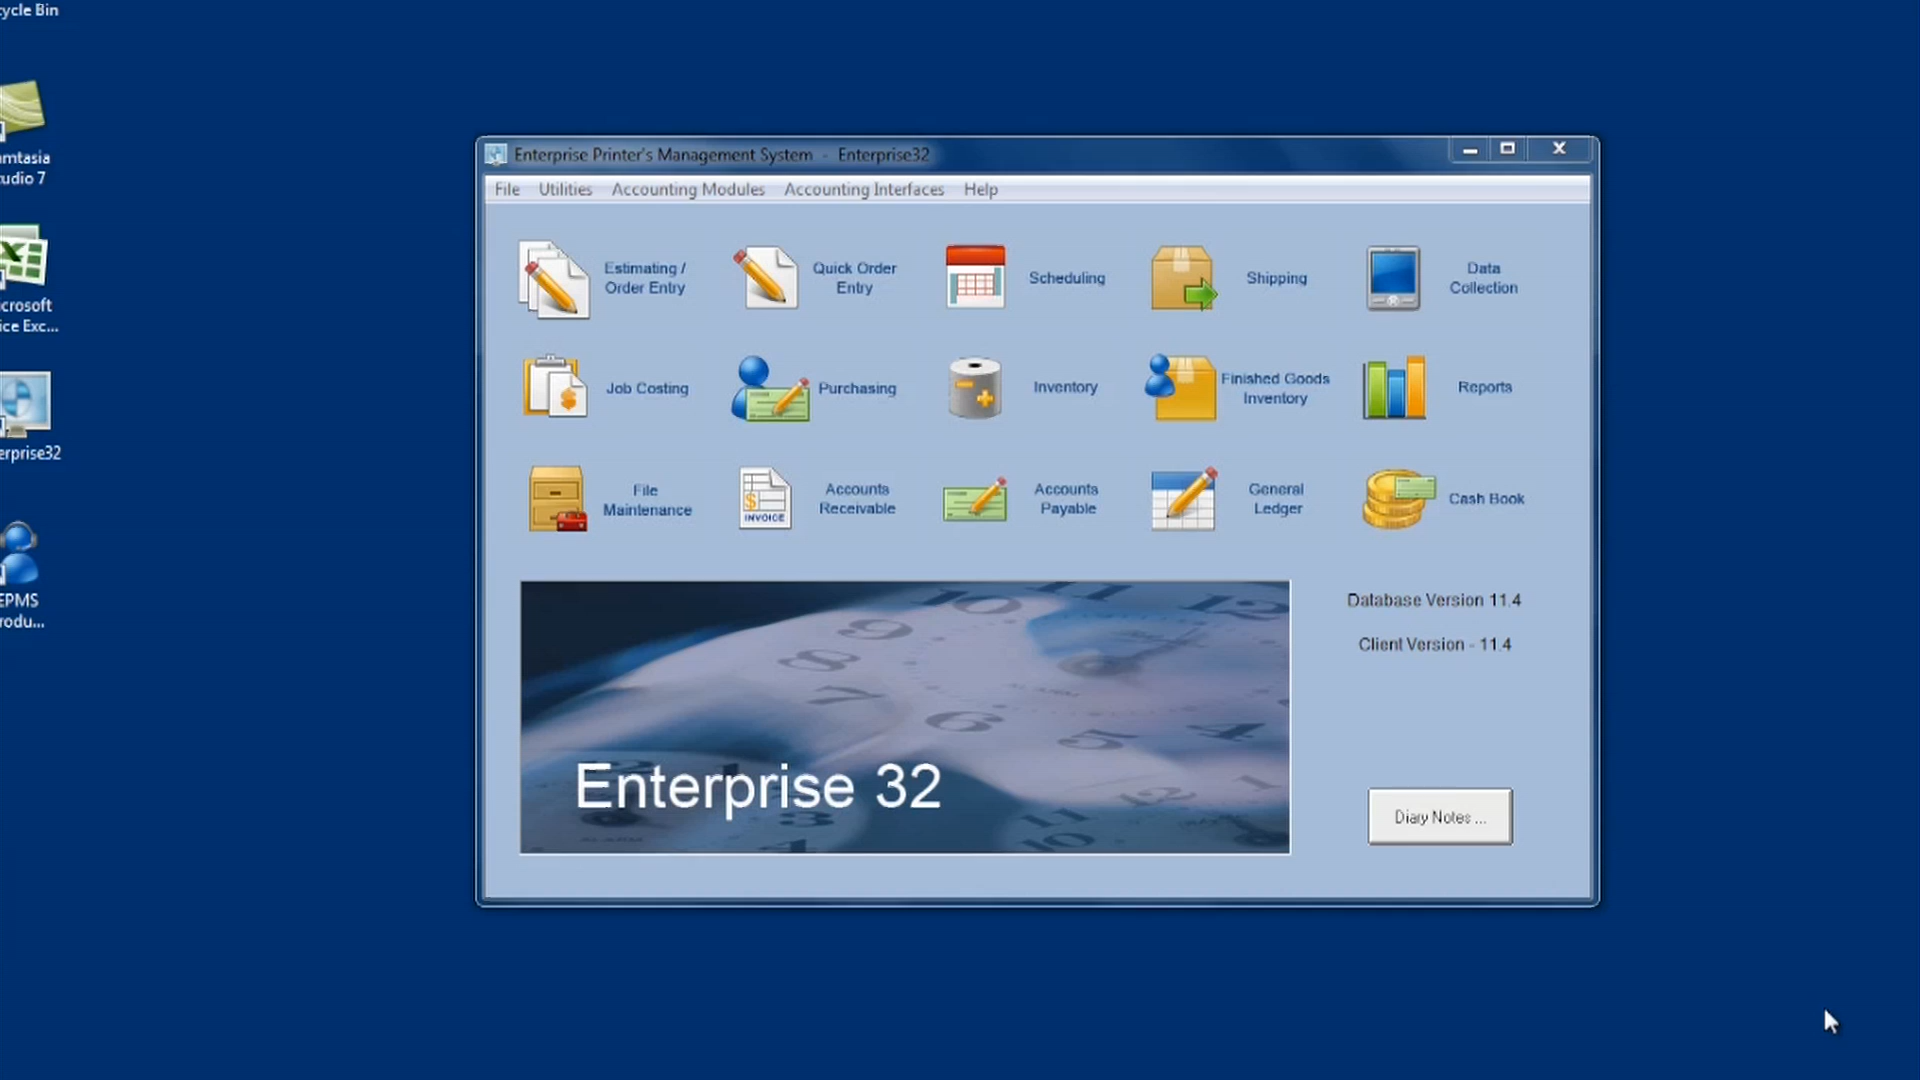 ycle Bin
amtasia
tudio 7
icrosoft
ice Exc...
erprise32
EPMS
rodu...
Enterprise Printer's Management System - Enterprise32
File Utilities Accounting Modules Accounting Interfaces Help
Estimating /
Order Entry
Quick Order
Entry
Scheduling
Shipping
Data
Collection
Job Costing
Purchasing
Inventory
Finished Goods
Inventory
Reports
File
Maintenance
INVOICE
Accounts
Receivable
Accounts
Payable
General
Ledger
Cash Book
Database Version 11.4
Client Version - 11.4
Enterprise 32
Diary Notes ...